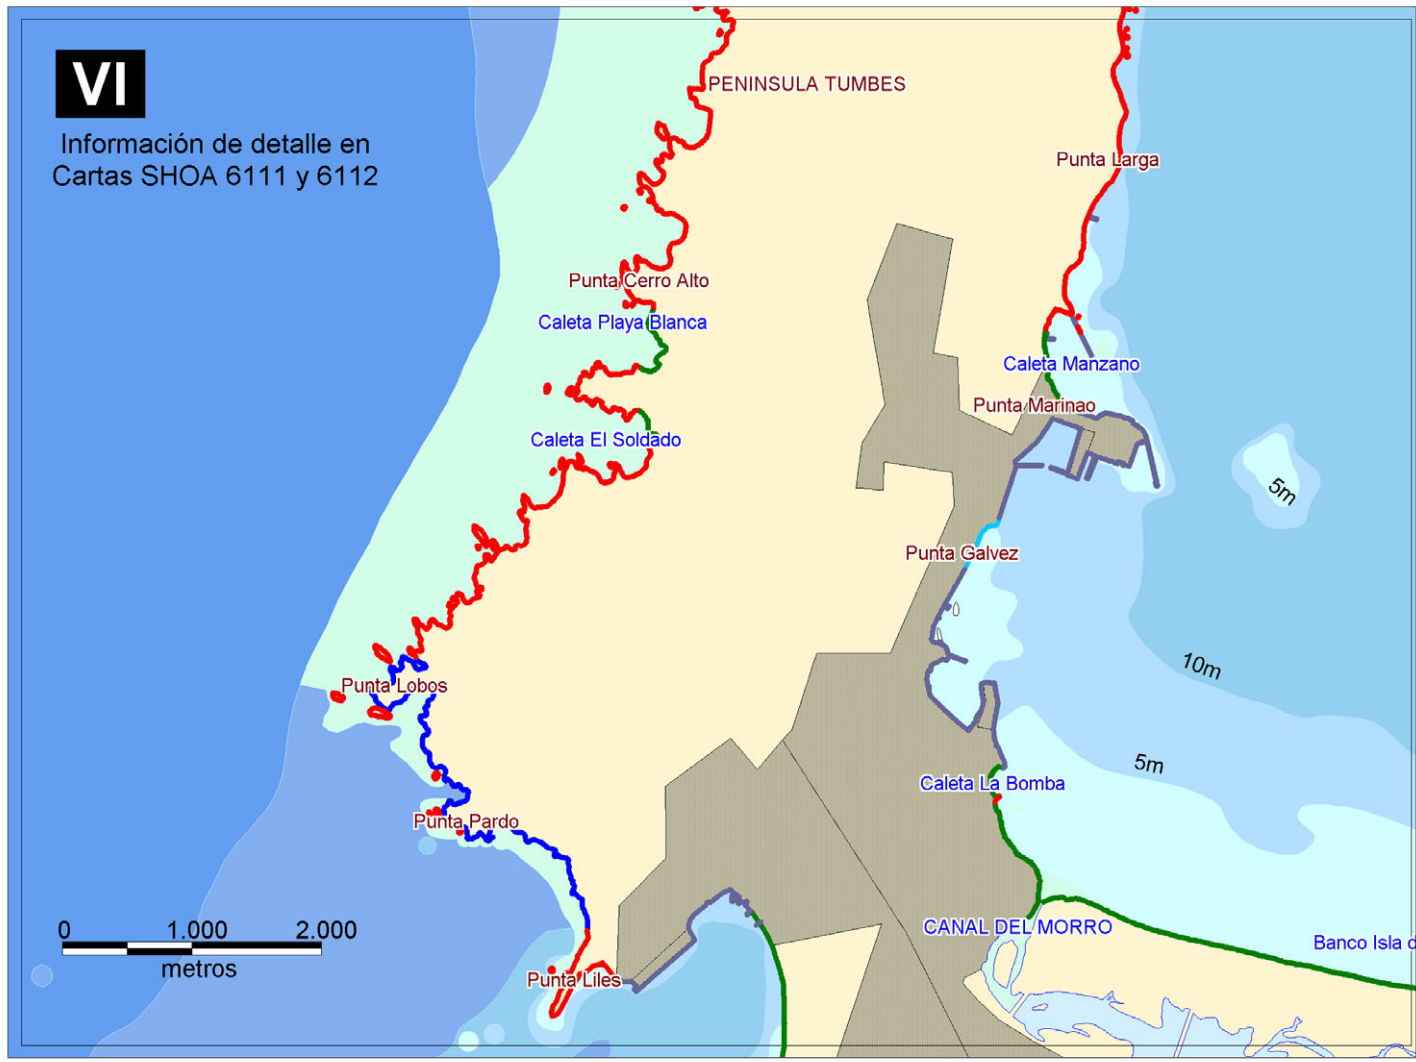 VI
Información de detalle en
Cartas SHOA 6111 y 6112
PENINSULA TUMBES
Punta Larga
Punta Cerro Alto
Caleta Playa Blanca
Caleta Manzano
Punta Marinao
Caleta El Soldado
5m
Punta Galvez
10m
Punta Lobos
5m
Caleta La Bomba
Punta Pardo
CANAL DEL MORRO
Banco Isla d
0 1.000 2.000
metros
Punta Liles